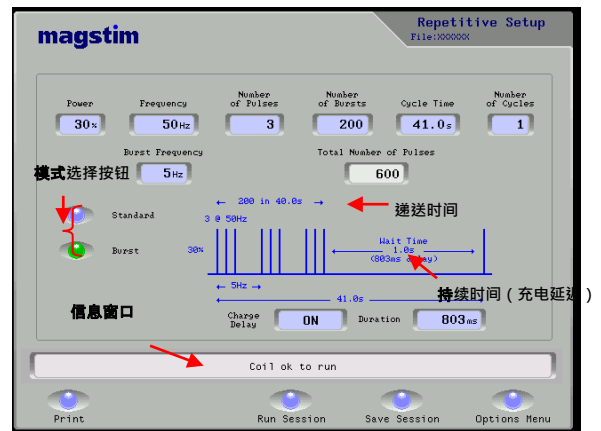 magstim
Repetitive Setup
File:XXXXXX
Power
Frequency
Number of Pulses
Number of Bursts
Cycle Time
Number of Cycles
30%
50Hz
3
200
41.0s
1
Burst Frequency
Total Number of Pulses
模式选择按钮
5Hz
600
200 in 40.0s
递送时间
Standard
3 @ 50Hz
Burst
30%
Wait Time
1.0s
(803ms delay)
5Hz
持续时间（充电延迟）
41.0s
信息窗口
Charge Delay
ON
Duration
803ms
Coil ok to run
Print
Run Session
Save Session
Options Menu